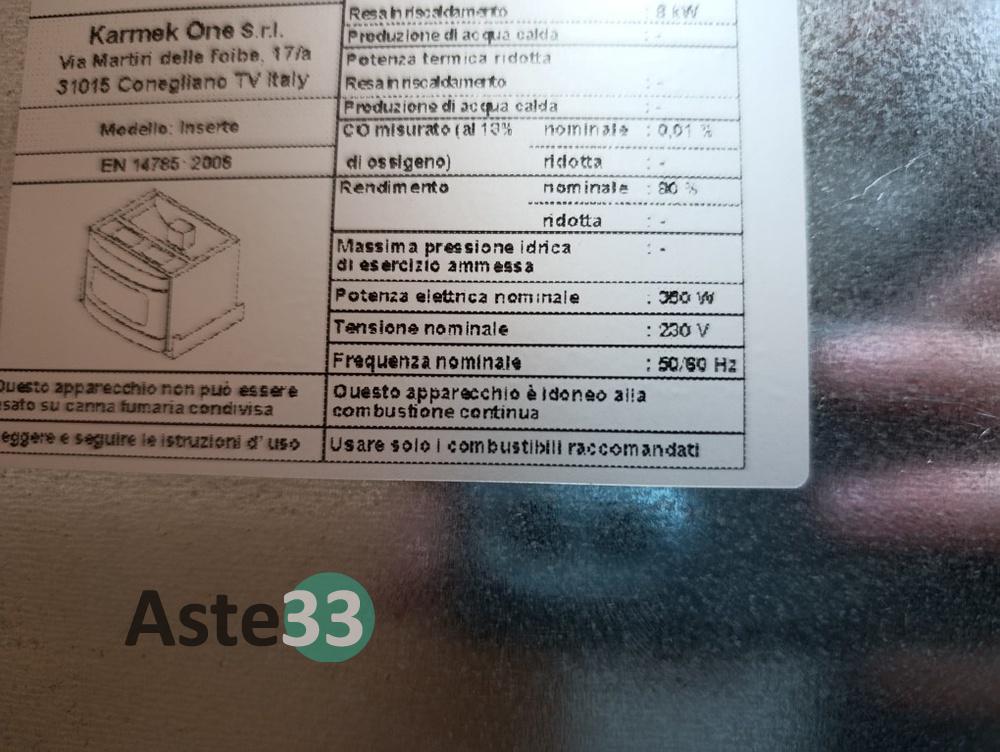 Karmek One S.r.l.
Via Martiri delle Foibe, 17/a
31015 Conegliano TV Italy
Modello: Inserto
EN 14785:2006
Questo apparecchio non può essere
usato su canna fumaria condivisa
Leggere e seguire le istruzioni d' uso
Resa in riscaldamento : 8 kW
Produzione di acqua calda : -
Potenza termica ridotta
Resa in riscaldamento : -
Produzione di acqua calda : -
CO misurato (al 13% nominale : 0,01 %
di ossigeno) ridotta : -
Rendimento nominale : 80 %
ridotta : -
Massima pressione idrica : -
di esercizio ammessa
Potenza elettrica nominale : 350 W
Tensione nominale : 230 V
Frequenza nominale : 50/60 Hz
Questo apparecchio è idoneo alla
combustione continua
Usare solo i combustibili raccomandati
Aste33